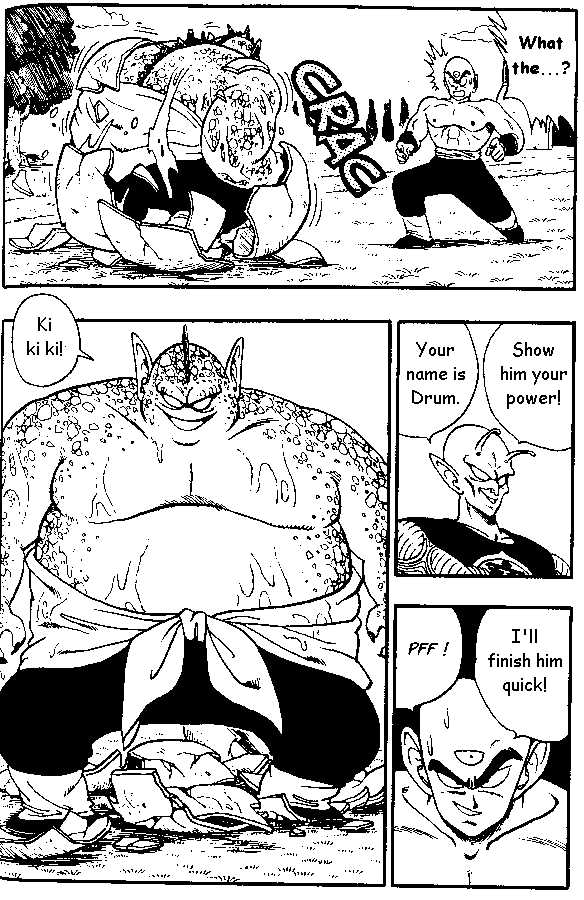 What
the...?
CRAC
Ki
ki ki!
Your
name is
Drum.
Show
him your
power!
PFF !
I'll
finish him
quick!